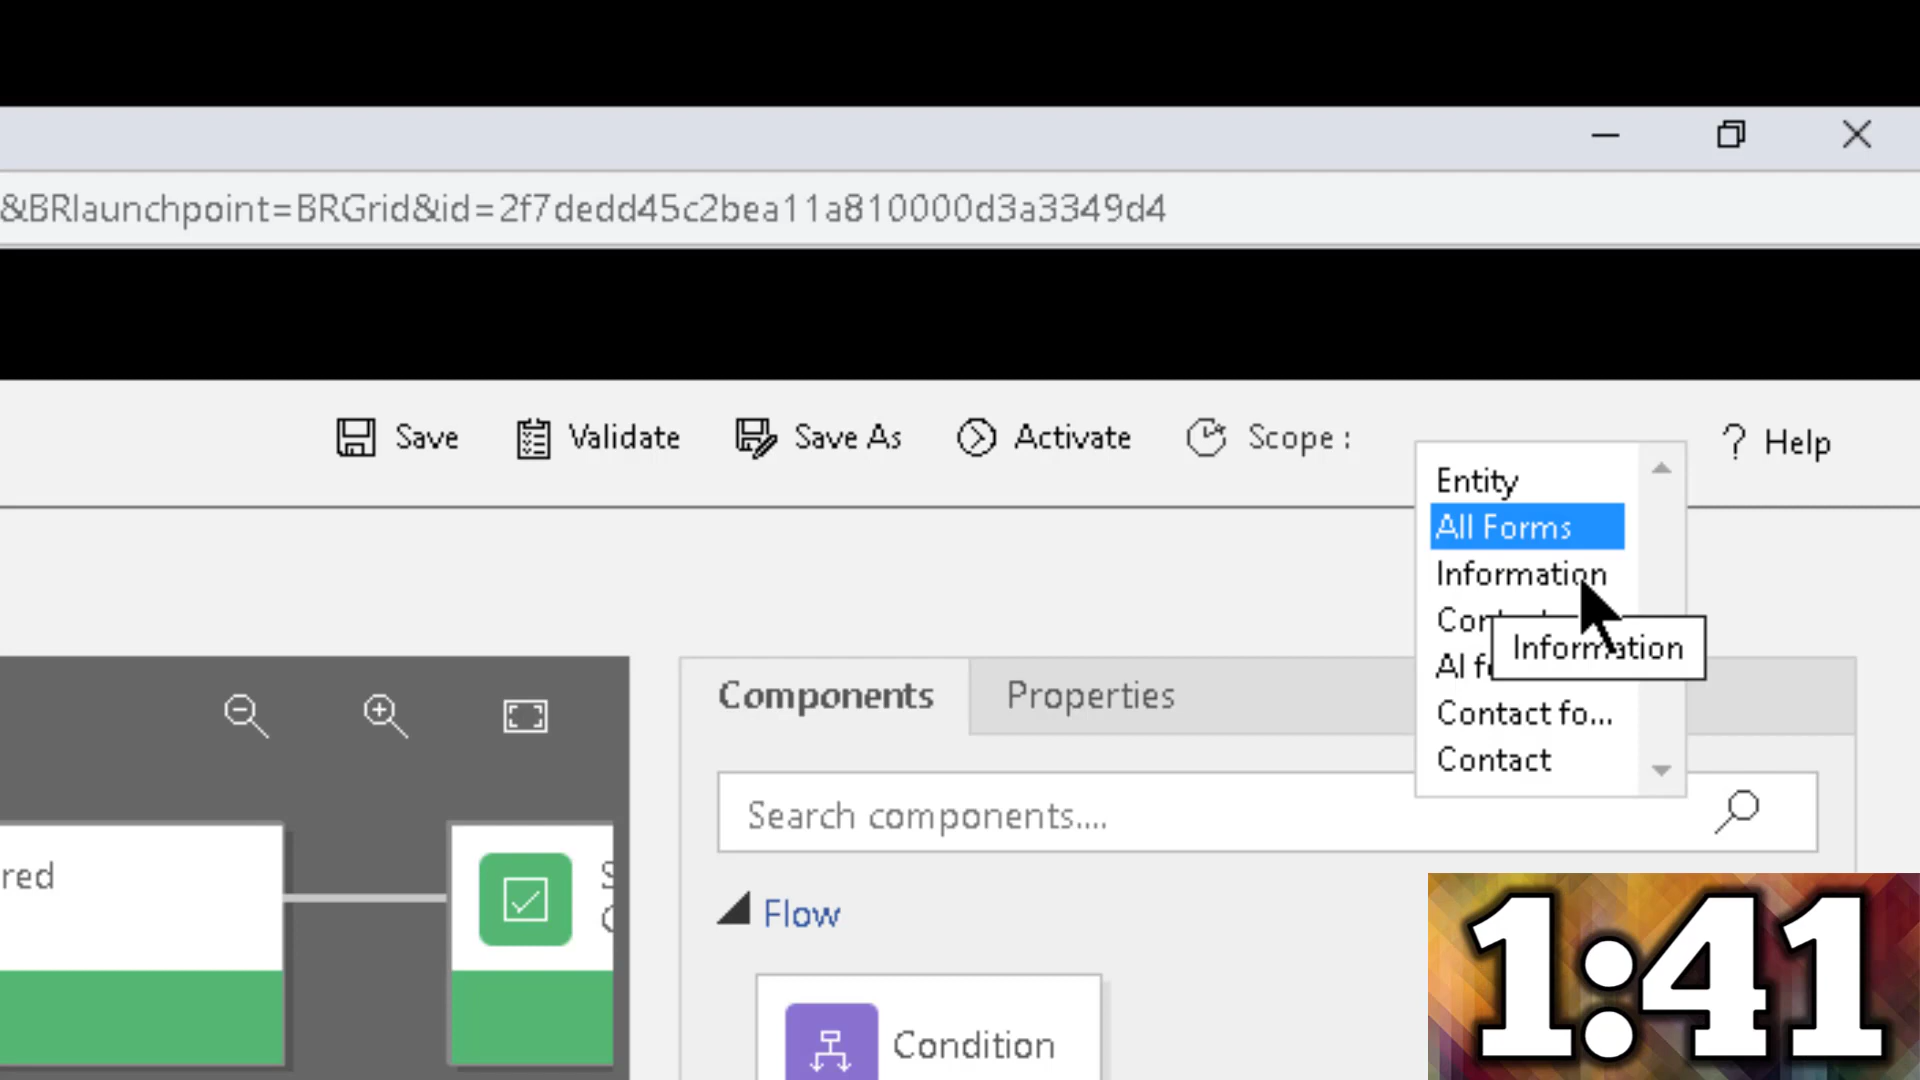 &BRlaunchpoint=BRGrid&id=2f7dedd45c2bea11a810000d3a3349d4
Save
Validate
Save As
Activate
Scope :
? Help
Entity
All Forms
Information
Information
Contact fo...
Contact
Components
Properties
Search components....
red
Flow
Condition
1:41